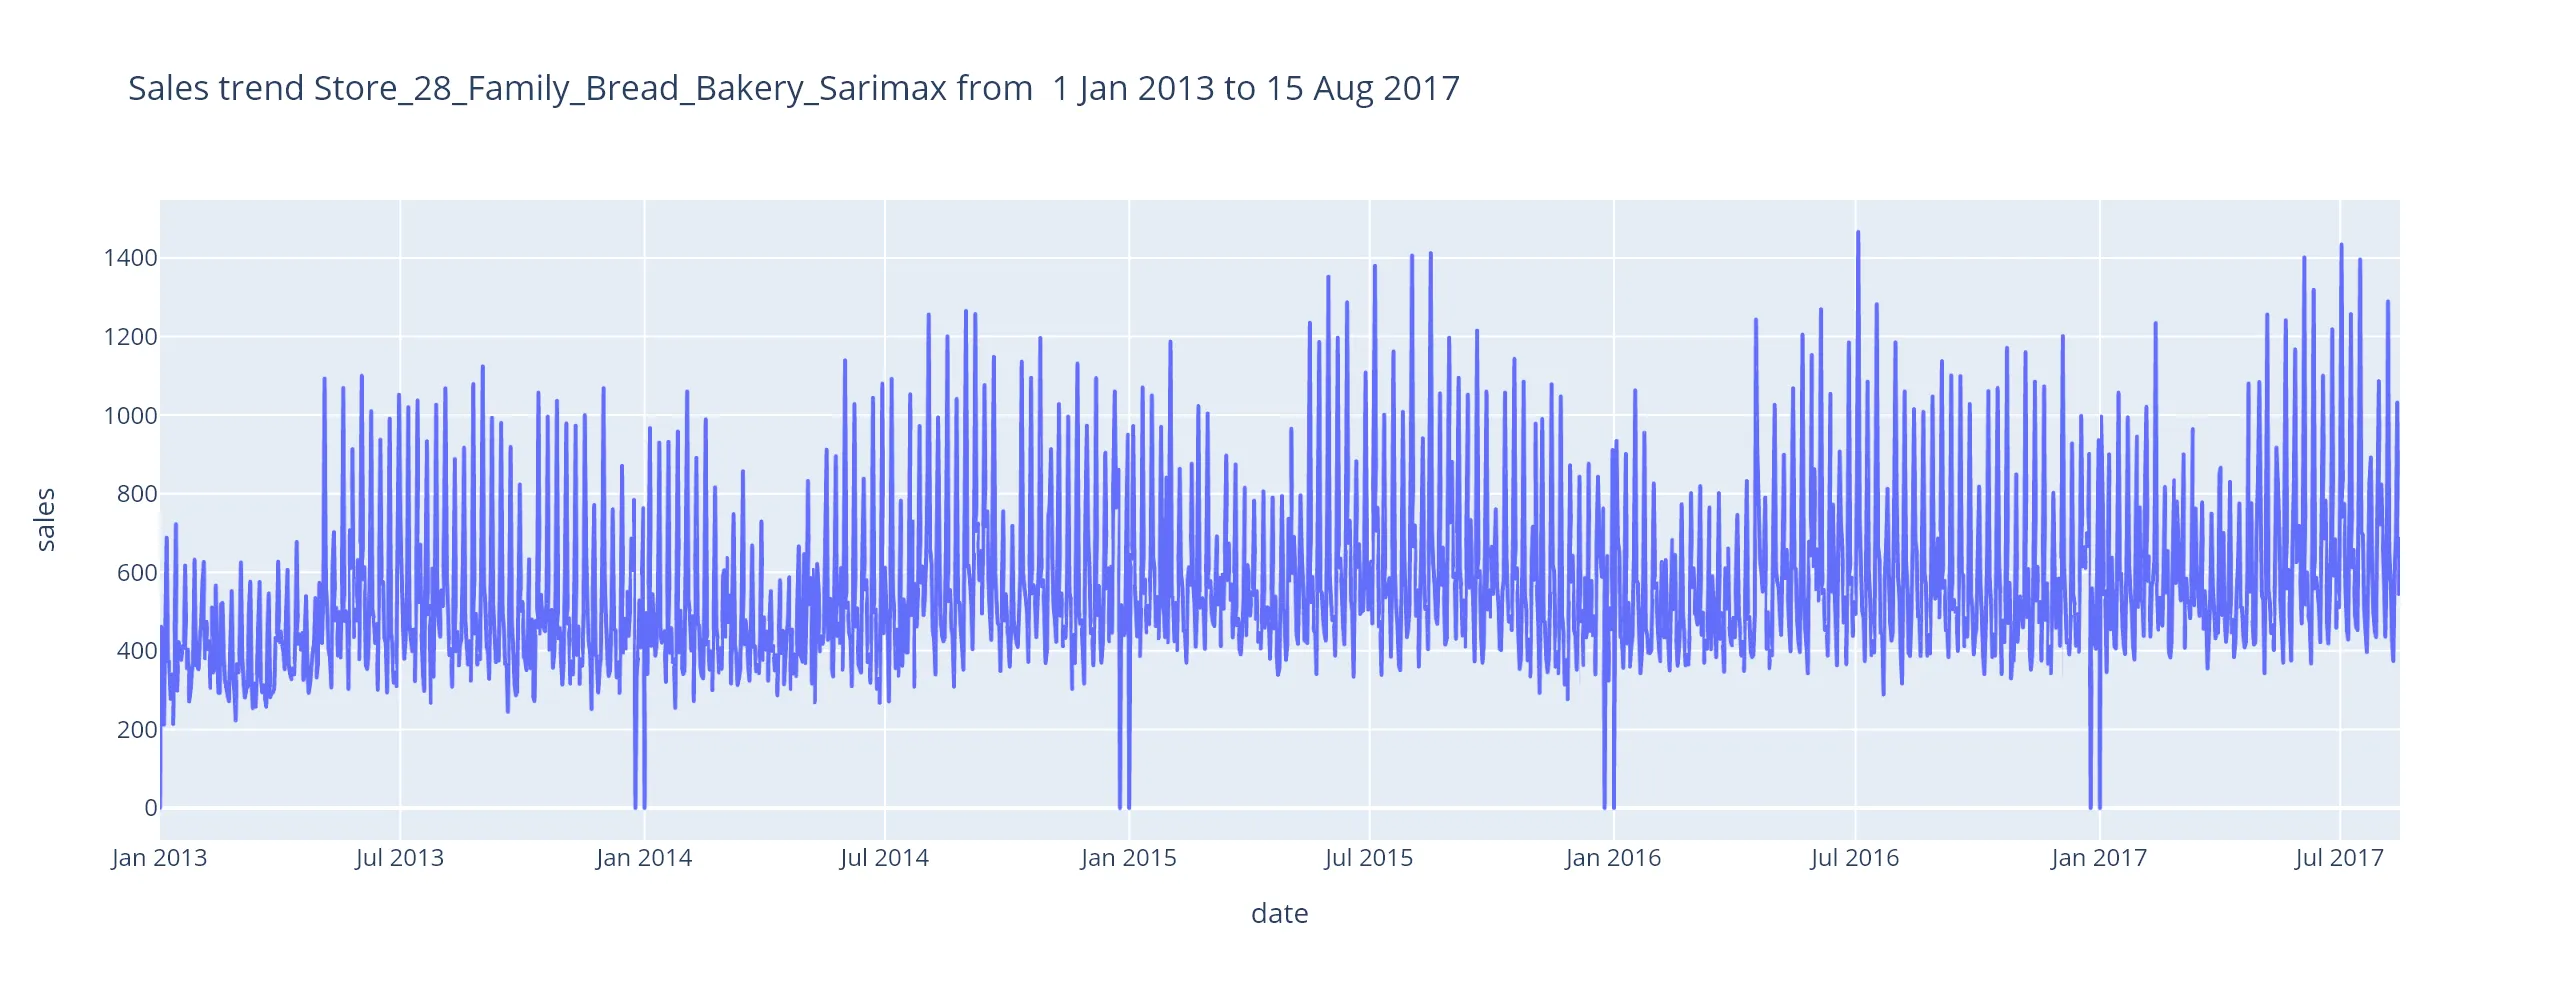 Sales trend Store_28_Family_Bread_Bakery_Sarimax from  1 Jan 2013 to 15 Aug 2017
1400
1200
1000
800
600
400
200
0
sales
Jan 2013 Jul 2013 Jan 2014 Jul 2014 Jan 2015 Jul 2015 Jan 2016 Jul 2016 Jan 2017 Jul 2017
date